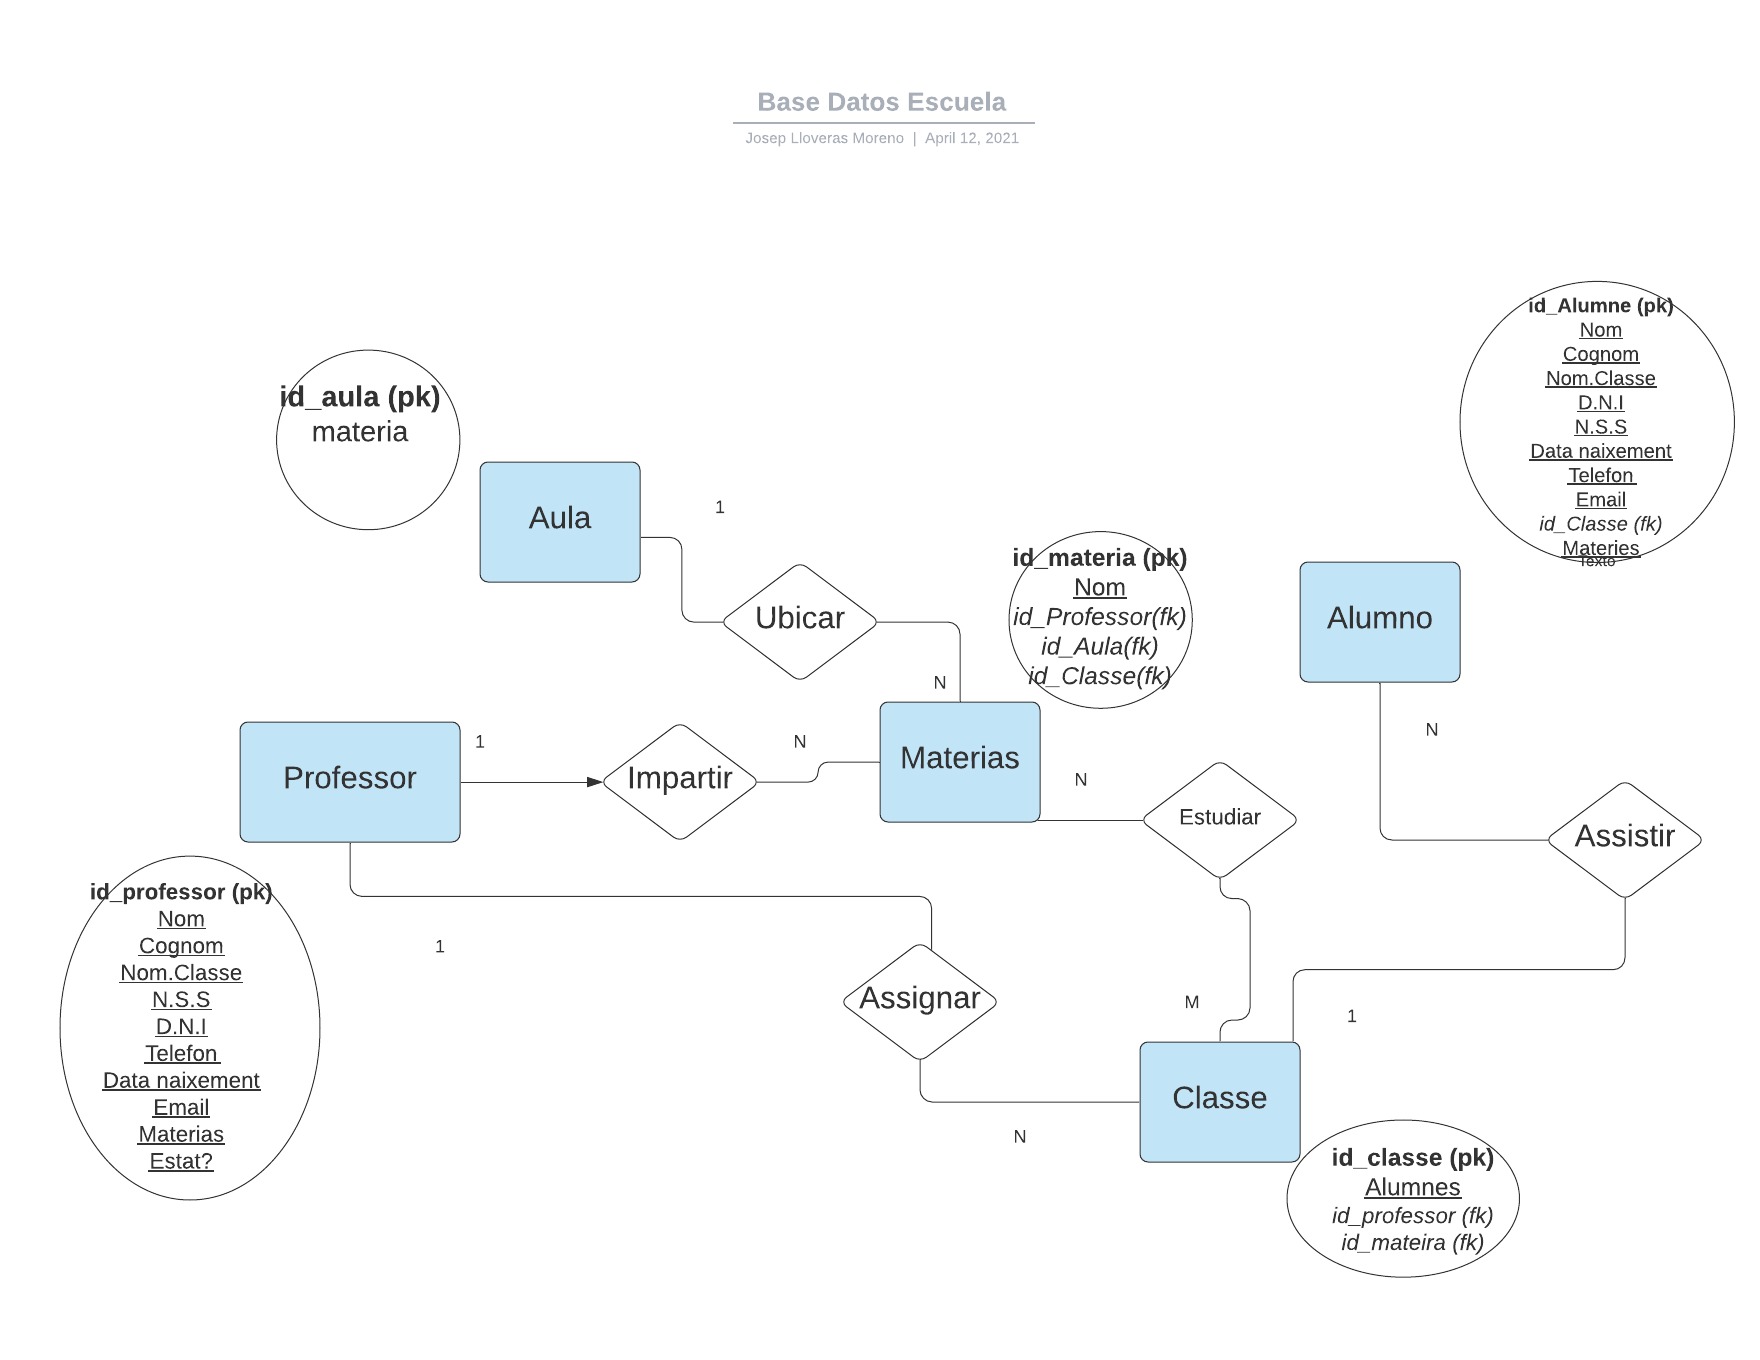 Base Datos Escuela
Josep Lloveras Moreno | April 12, 2021
id_Alumne (pk)
Nom
Cognom
Nom.Classe
D.N.I
N.S.S
Data naixement
Telefon
Email
id_Classe (fk)
Materies
Texto
id_aula (pk)
materia
Aula
1
Ubicar
N
id_materia (pk)
Nom
id_Professor(fk)
id_Aula(fk)
id_Classe(fk)
Alumno
N
Professor
1
Impartir
N
Materias
N
Estudiar
Assistir
id_professor (pk)
Nom
Cognom
Nom.Classe
N.S.S
D.N.I
Telefon
Data naixement
Email
Materias
Estat?
1
Assignar
M
1
N
Classe
id_classe (pk)
Alumnes
id_professor (fk)
id_mateira (fk)